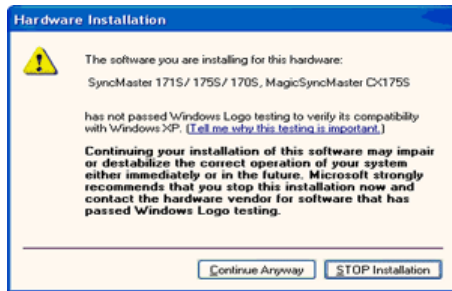 Hardware Installation
The software you are installing for this hardware:
SyncMaster 171S/ 175S/ 170S, MagicSyncMaster CX175S
has not passed Windows Logo testing to verify its compatibility
with Windows XP. (Tell me why this testing is important.)
Continuing your installation of this software may impair
or destabilize the correct operation of your system
either immediately or in the future. Microsoft strongly
recommends that you stop this installation now and
contact the hardware vendor for software that has
passed Windows Logo testing.
Continue Anyway
STOP Installation